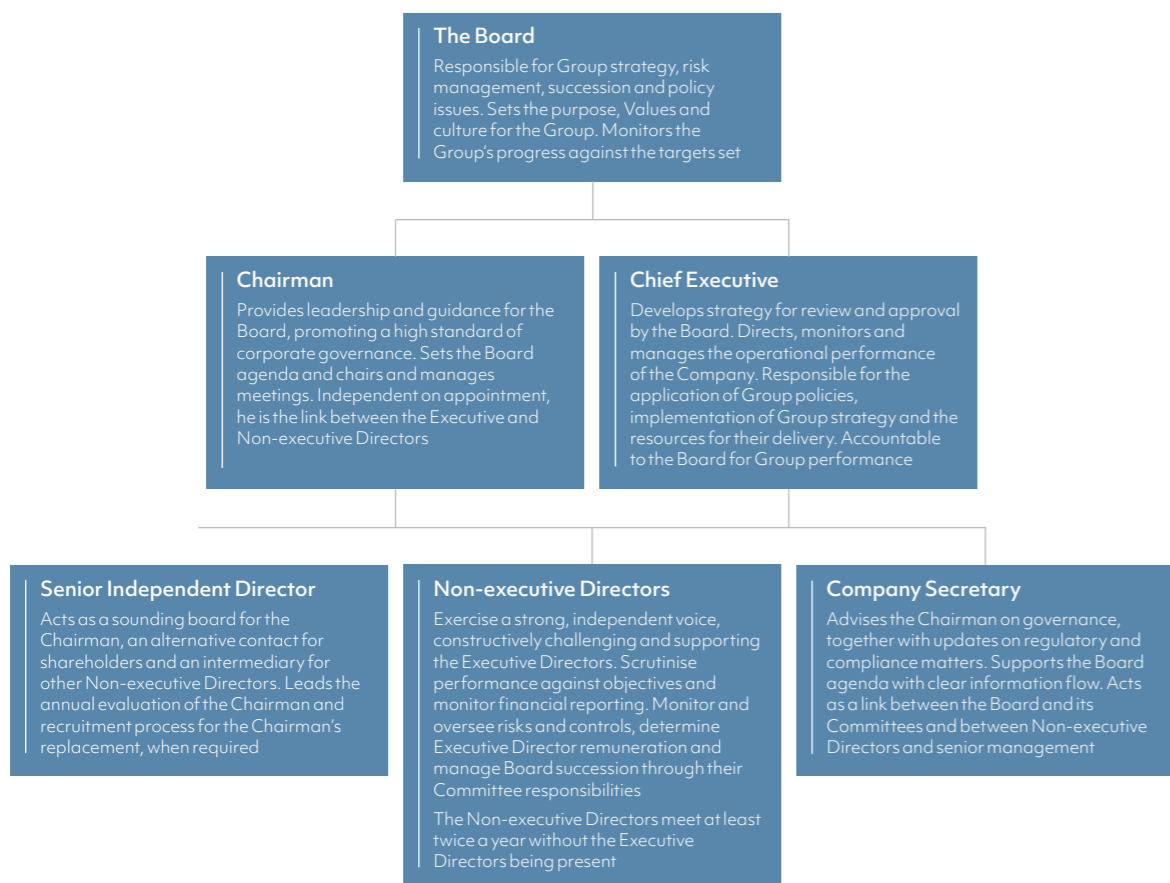 The Board
Responsible for Group strategy, risk
management, succession and policy
issues. Sets the purpose, Values and
culture for the Group. Monitors the
Group's progress against the targets set
Chairman
Provides leadership and guidance for the
Board, promoting a high standard of
corporate governance. Sets the Board
agenda and chairs and manages
meetings. Independent on appointment,
he is the link between the Executive and
Non-executive Directors
Chief Executive
Develops strategy for review and approval
by the Board. Directs, monitors and
manages the operational performance
of the Company. Responsible for the
application of Group policies,
implementation of Group strategy and the
resources for their delivery. Accountable
to the Board for Group performance
Senior Independent Director
Acts as a sounding board for the
Chairman, an alternative contact for
shareholders and an intermediary for
other Non-executive Directors. Leads the
annual evaluation of the Chairman and
recruitment process for the Chairman's
replacement, when required
Non-executive Directors
Exercise a strong, independent voice,
constructively challenging and supporting
the Executive Directors. Scrutinise
performance against objectives and
monitor financial reporting. Monitor and
oversee risks and controls, determine
Executive Director remuneration and
manage Board succession through their
Committee responsibilities
The Non-executive Directors meet at least
twice a year without the Executive
Directors being present
Company Secretary
Advises the Chairman on governance,
together with updates on regulatory and
compliance matters. Supports the Board
agenda with clear information flow. Acts
as a link between the Board and its
Committees and between Non-executive
Directors and senior management